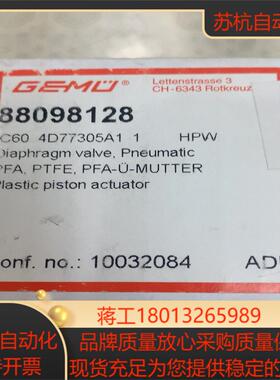 苏杭自动
GEMÜ
Lettenstrasse 3
CH-6343 Rotkreuz
88098128
C60 4D77305A1 1 HPW
Diaphragm valve, Pneumatic
PFA, PTFE, PFA-Ü-MUTTER
Plastic piston actuator
onf. no.: 10032084 AD
自动化 蒋工18013265989
品牌质量放心采购质量保
卡开票 现货充足为您提供稳定的